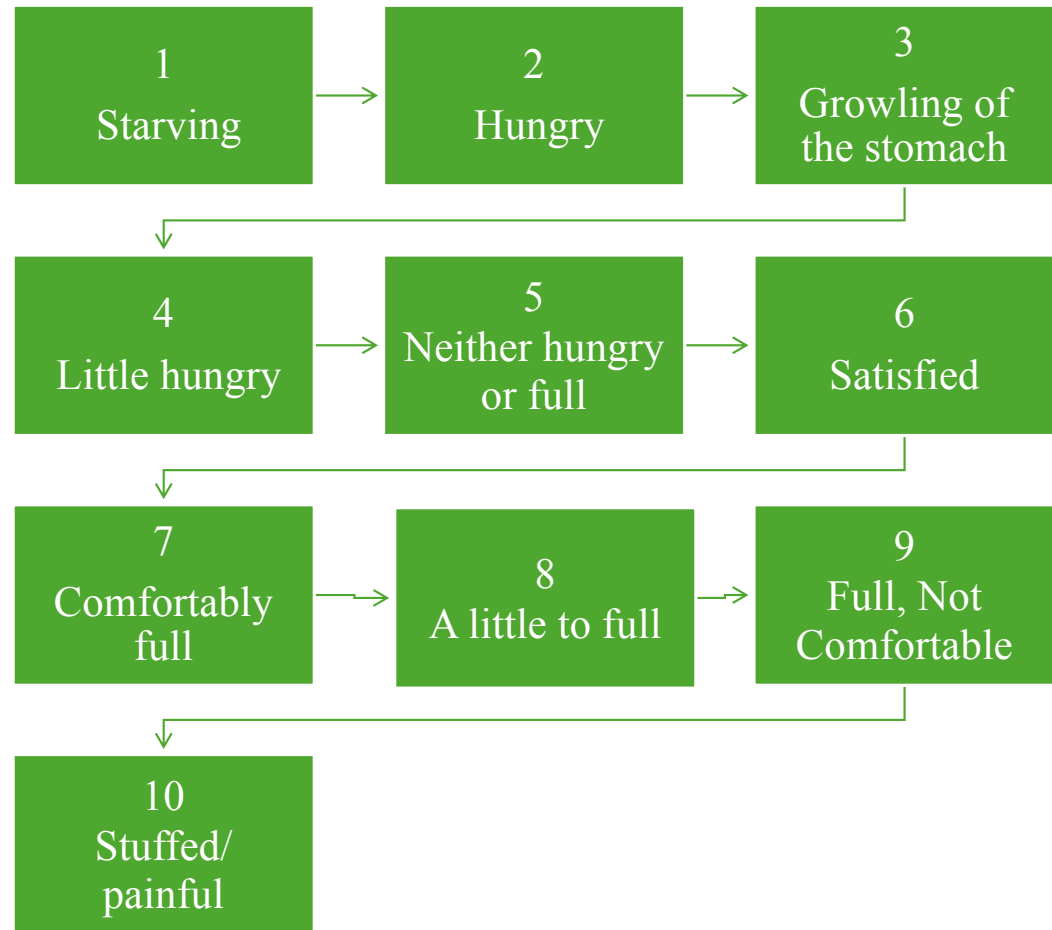 1
Starving
2
Hungry
3
Growling of
the stomach
4
Little hungry
5
Neither hungry
or full
6
Satisfied
7
Comfortably
full
8
A little to full
9
Full, Not
Comfortable
10
Stuffed/
painful